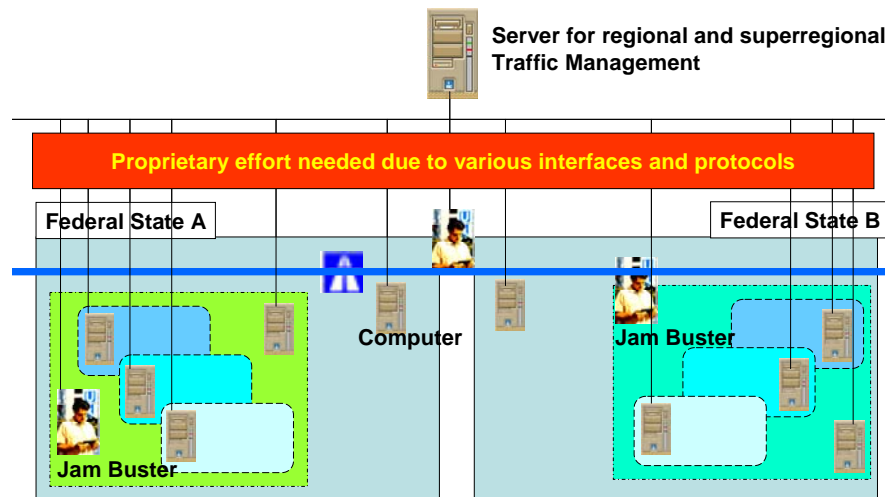 Server for regional and superregional
Traffic Management
Proprietary effort needed due to various interfaces and protocols
Federal State A
Federal State B
Computer
Jam Buster
Jam Buster